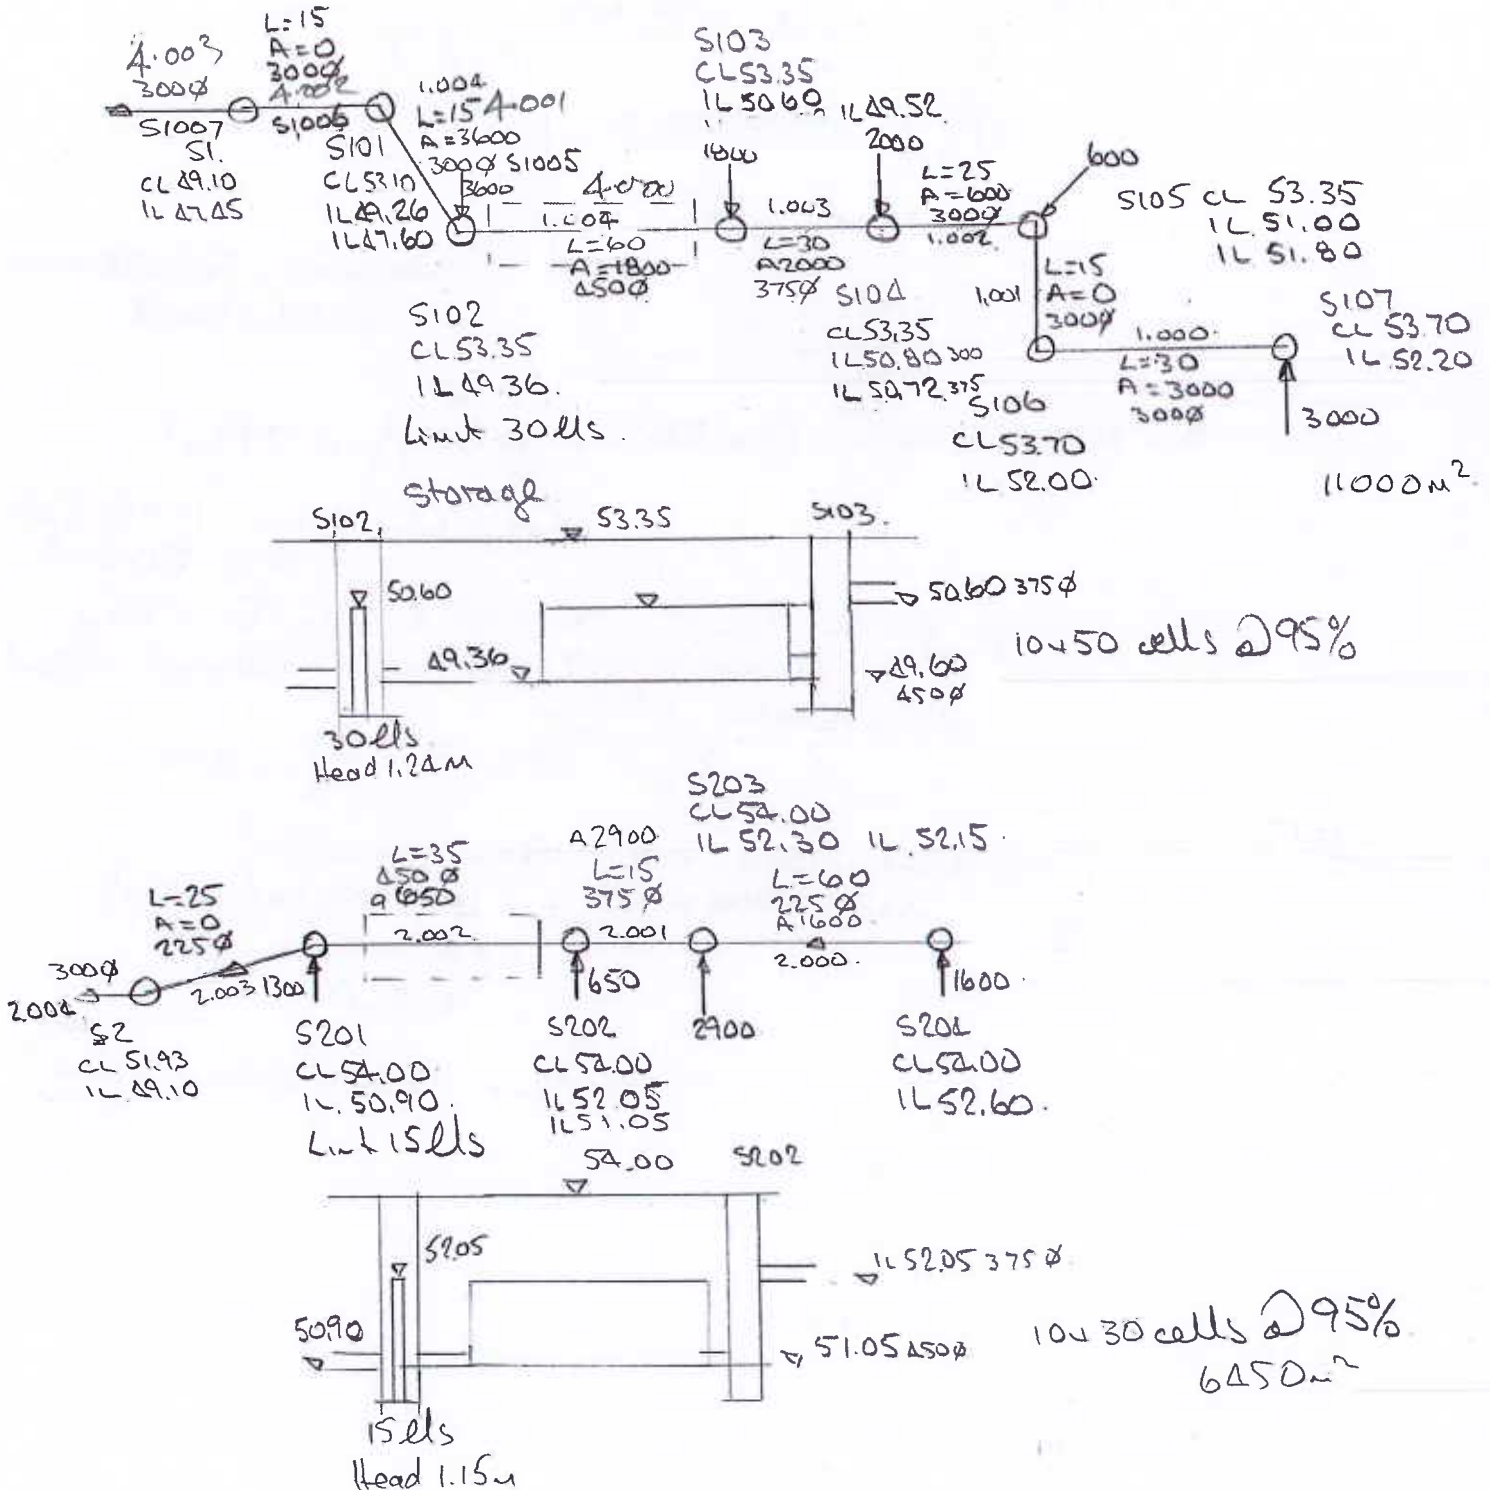 4.003
300Ø
S1007
S1.
CL 49.10
IL 47.45
L=15
A=0
300Ø
4.002
S1006
S101
CL 53.10
IL 49.26
IL 47.60
1.004
L=15 4.001
A=3600
300Ø S1005
3600
4.000
1.004
L=60
A=1800
450Ø
S103
CL 53.35
IL 50.60
1800
IL 49.52
2000
1.003
L=30
A2000
375Ø
L=25
A=600
300Ø
1.002
600
S105 CL 53.35
IL 51.00
IL 51.80
1.001
L=15
A=0
300Ø
S104
CL 53.35
IL 50.80 300
IL 50.72 375
1.000
L=30
A=3000
300Ø
S107
CL 53.70
IL 52.20
3000
S106
CL 53.70
IL 52.00
11000m²
S102
CL 53.35
IL 49.36.
Limit 30l/s.
storage
S102
53.35
S103.
50.60
50.60 375Ø
49.36
49.60
450Ø
10x50 cells @ 95%
30l/s
Head 1.24m
S203
CL 54.00
IL 52.30 IL 52.15
L=25
A=0
225Ø
L=35
450Ø
a 650
2.002
A2900
L=15
375Ø
2.001
L=60
225Ø
A1600
2.000
300Ø
2.004
2.003 1300
650
2900
1600
S2
CL 51.93
IL 49.10
S201
CL 54.00
IL 50.90.
Limit 15l/s
S202
CL 54.00
IL 52.05
IL 51.05
S204
CL 54.00
IL 52.60.
54.00
S202
52.05
IL 52.05 375Ø
50.90
51.05 450Ø
10x30 cells @ 95%
6450m²
15l/s
Head 1.15m